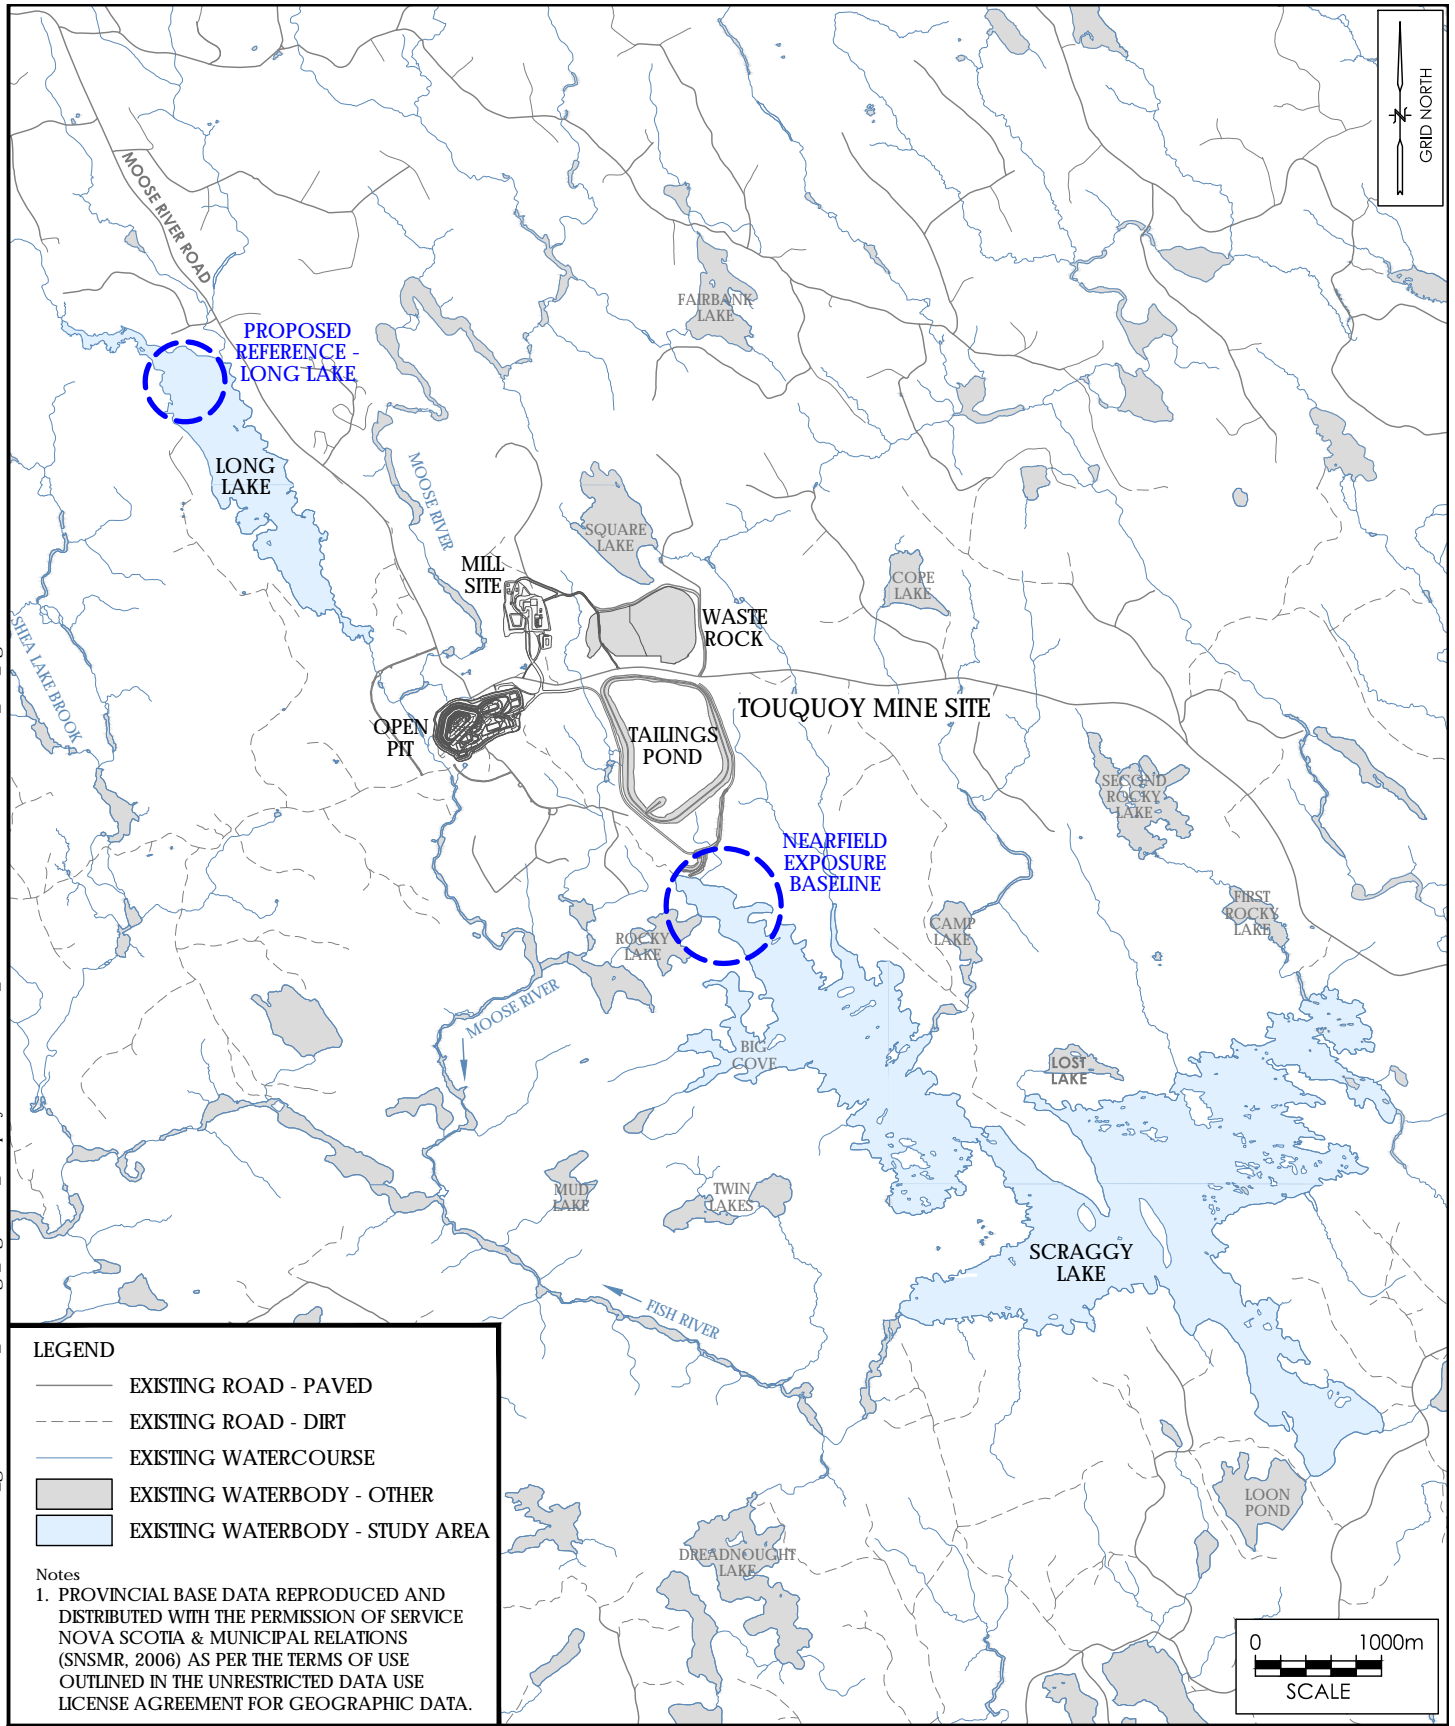 GRID NORTH
N
MOOSE RIVER ROAD
FAIRBANK
LAKE
PROPOSED
REFERENCE -
LONG LAKE
LONG
LAKE
MOOSE RIVER
SQUARE
LAKE
MILL
SITE
COPE
LAKE
WASTE
ROCK
SHEA LAKE BROOK
OPEN
PIT
TAILINGS
POND
TOUQUOY MINE SITE
SECOND
ROCKY
LAKE
NEARFIELD
EXPOSURE
BASELINE
FIRST
ROCKY
LAKE
CAMP
LAKE
ROCKY
LAKE
MOOSE RIVER
BIG
COVE
LOST
LAKE
MUD
LAKE
TWIN
LAKES
SCRAGGY
LAKE
FISH RIVER
LOON
POND
DREADNOUGHT
LAKE
LEGEND
EXISTING ROAD - PAVED
EXISTING ROAD - DIRT
EXISTING WATERCOURSE
EXISTING WATERBODY - OTHER
EXISTING WATERBODY - STUDY AREA
Notes
1. PROVINCIAL BASE DATA REPRODUCED AND
DISTRIBUTED WITH THE PERMISSION OF SERVICE
NOVA SCOTIA & MUNICIPAL RELATIONS
(SNSMR, 2006) AS PER THE TERMS OF USE
OUTLINED IN THE UNRESTRICTED DATA USE
LICENSE AGREEMENT FOR GEOGRAPHIC DATA.
0 1000m
SCALE